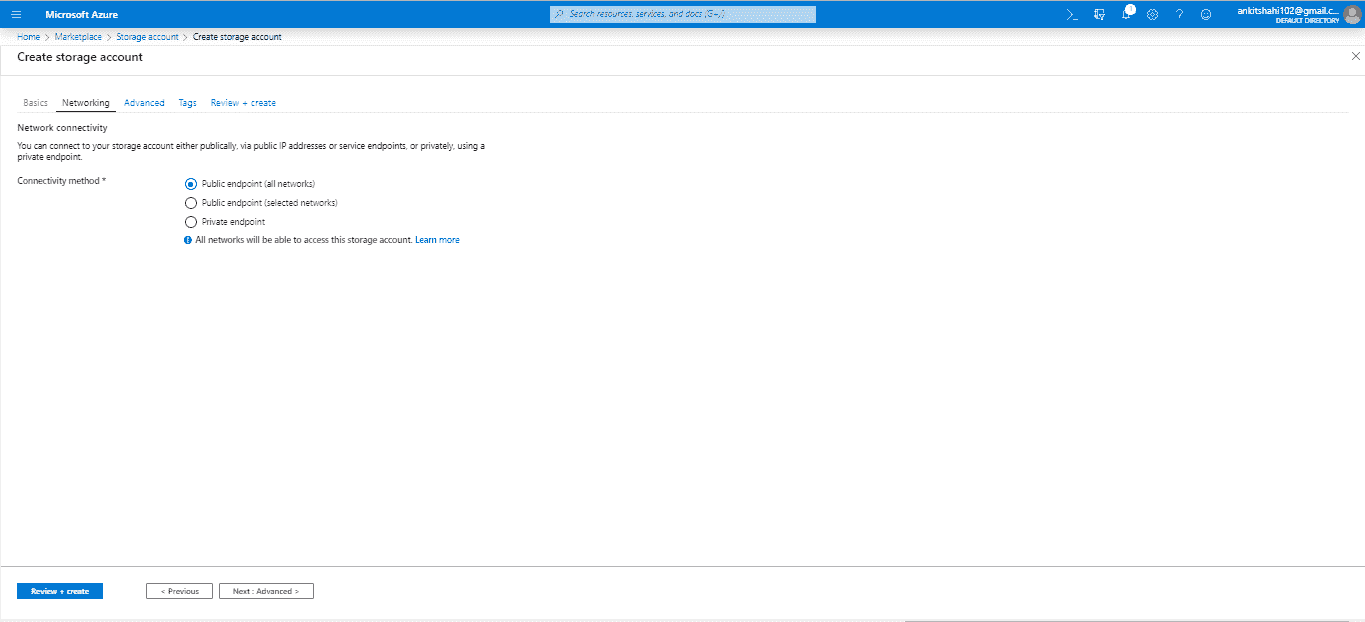 Microsoft Azure
Search resources, services, and docs (G+/)
1
?
ankitshahi102@gmail.c...
DEFAULT DIRECTORY
Home > Marketplace > Storage account > Create storage account
Create storage account
Basics Networking Advanced Tags Review + create
Network connectivity
You can connect to your storage account either publically, via public IP addresses or service endpoints, or privately, using a
private endpoint.
Connectivity method *
Public endpoint (all networks)
Public endpoint (selected networks)
Private endpoint
All networks will be able to access this storage account. Learn more
Review + create
< Previous
Next : Advanced >